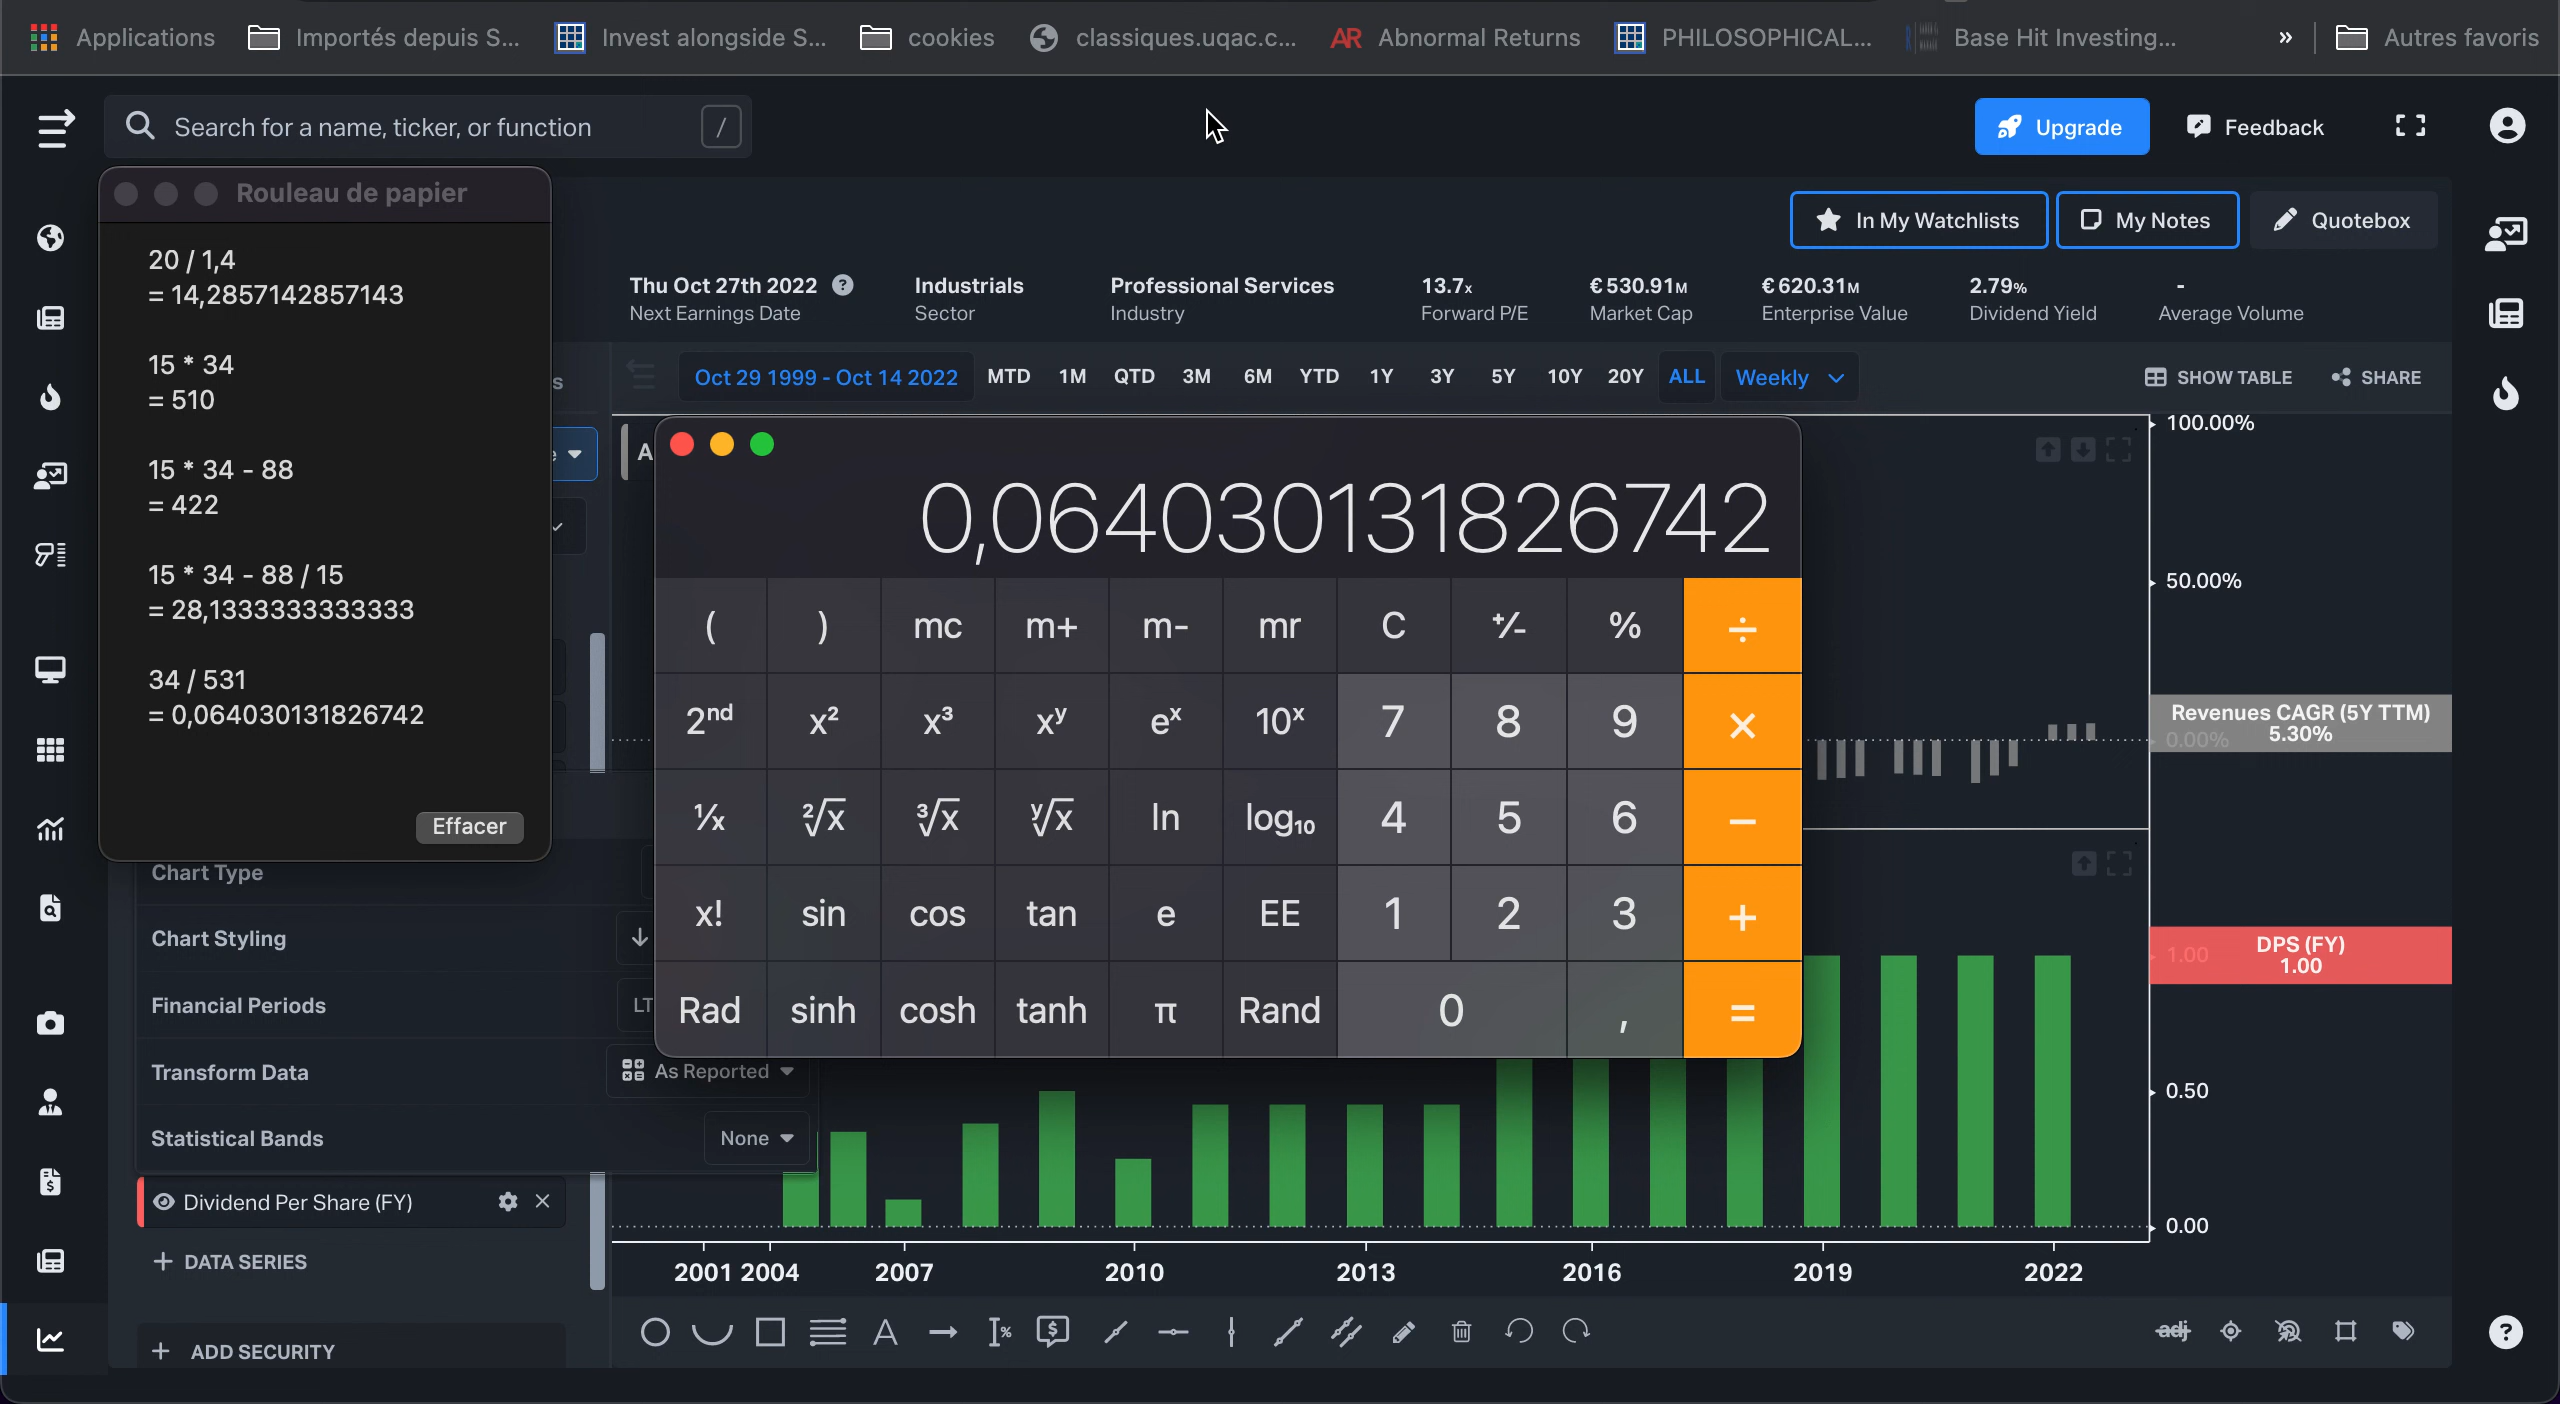 Applications
Importés depuis S...
Invest alongside S...
cookies
classiques.uqac.c...
AR Abnormal Returns
PHILOSOPHICAL...
Base Hit Investing...
»
Autres favoris
Search for a name, ticker, or function
/
Upgrade
Feedback
Rouleau de papier
20 / 1,4
= 14,2857142857143
15 * 34
= 510
15 * 34 - 88
= 422
15 * 34 - 88 / 15
= 28,1333333333333
34 / 531
= 0,064030131826742
Effacer
In My Watchlists
My Notes
Quotebox
Thu Oct 27th 2022
Next Earnings Date
Industrials
Sector
Professional Services
Industry
13.7x
Forward P/E
€530.91M
Market Cap
€620.31M
Enterprise Value
2.79%
Dividend Yield
-
Average Volume
s
Oct 29 1999 - Oct 14 2022
MTD 1M QTD 3M 6M YTD 1Y 3Y 5Y 10Y 20Y ALL
Weekly
SHOW TABLE
SHARE
A
0,064030131826742
( ) mc m+ m- mr C ⁺∕₋ % ÷
2ⁿᵈ x² x³ xʸ eˣ 10ˣ 7 8 9 ×
¹∕x ²√x ³√x ʸ√x ln log₁₀ 4 5 6 −
x! sin cos tan e EE 1 2 3 +
Rad sinh cosh tanh π Rand 0 , =
100.00%
50.00%
Revenues CAGR (5Y TTM)
5.30%
0.00%
DPS (FY)
1.00
1.00
0.50
0.00
Chart Type
Chart Styling
Financial Periods
LT
Transform Data
As Reported
Statistical Bands
None
Dividend Per Share (FY)
+ DATA SERIES
+ ADD SECURITY
2001 2004 2007 2010 2013 2016 2019 2022
A
adj
?